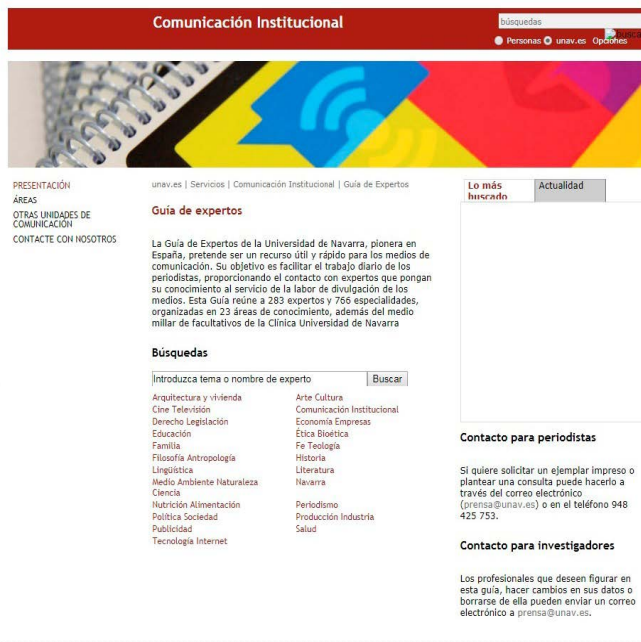 Comunicación Institucional
búsquedas
Personas unav.es Opciones
PRESENTACIÓN
ÁREAS
OTRAS UNIDADES DE
COMUNICACIÓN
CONTACTE CON NOSOTROS
unav.es | Servicios | Comunicación Institucional | Guía de Expertos
Guía de expertos
La Guía de Expertos de la Universidad de Navarra, pionera en
España, pretende ser un recurso útil y rápido para los medios de
comunicación. Su objetivo es facilitar el trabajo diario de los
periodistas, proporcionando el contacto con expertos que pongan
su conocimiento al servicio de la labor de divulgación de los
medios. Esta Guía reúne a 283 expertos y 766 especialidades,
organizadas en 23 áreas de conocimiento, además del medio
millar de facultativos de la Clínica Universidad de Navarra
Búsquedas
Introduzca tema o nombre de experto Buscar
Arquitectura y vivienda Arte Cultura
Cine Televisión Comunicación Institucional
Derecho Legislación Economía Empresas
Educación Ética Bioética
Familia Fe Teología
Filosofía Antropología Historia
Lingüística Literatura
Medio Ambiente Naturaleza Navarra
Ciencia
Nutrición Alimentación Periodismo
Política Sociedad Producción Industria
Publicidad Salud
Tecnología Internet
Lo más Actualidad
buscado
Contacto para periodistas
Si quiere solicitar un ejemplar impreso o
plantear una consulta puede hacerlo a
través del correo electrónico
(prensa@unav.es) o en el teléfono 948
425 753.
Contacto para investigadores
Los profesionales que deseen figurar en
esta guía, hacer cambios en sus datos o
borrarse de ella pueden enviar un correo
electrónico a prensa@unav.es.